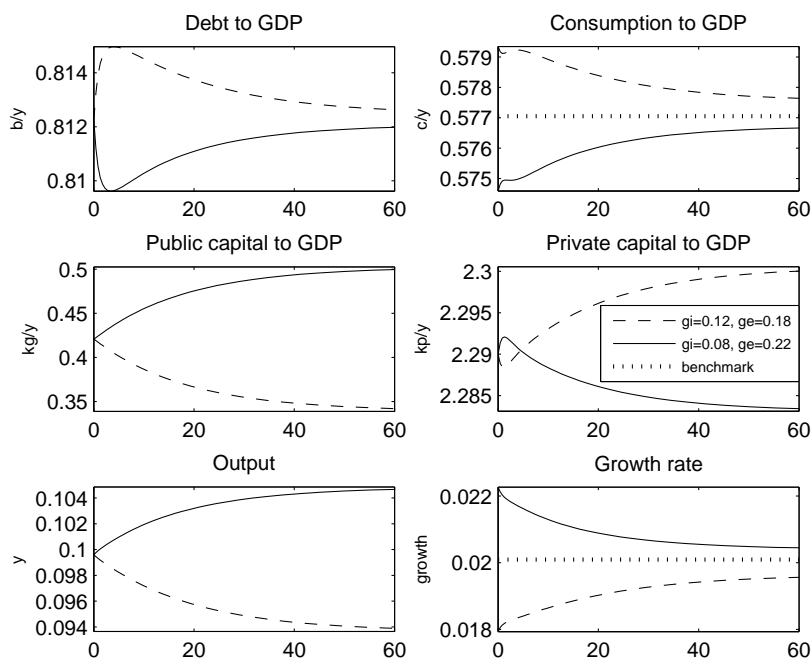 Debt to GDP
0.814
0.812
0.81
b/y
0 20 40 60
Consumption to GDP
0.579
0.578
0.577
0.576
0.575
c/y
0 20 40 60
Public capital to GDP
0.5
0.45
0.4
0.35
kg/y
0 20 40 60
Private capital to GDP
2.3
2.295
2.29
2.285
kp/y
0 20 40 60
gi=0.12, ge=0.18
gi=0.08, ge=0.22
benchmark
Output
0.104
0.102
0.1
0.098
0.096
0.094
y
0 20 40 60
Growth rate
0.022
0.02
0.018
growth
0 20 40 60